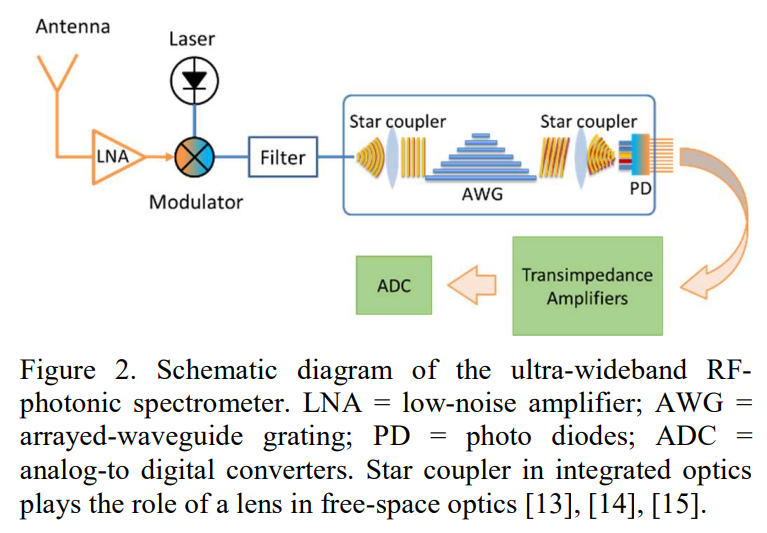 Antenna
Laser
LNA
Modulator
Filter
Star coupler
AWG
Star coupler
PD
ADC
Transimpedance
Amplifiers
Figure 2. Schematic diagram of the ultra-wideband RF-
photonic spectrometer. LNA = low-noise amplifier; AWG =
arrayed-waveguide grating; PD = photo diodes; ADC =
analog-to digital converters. Star coupler in integrated optics
plays the role of a lens in free-space optics [13], [14], [15].